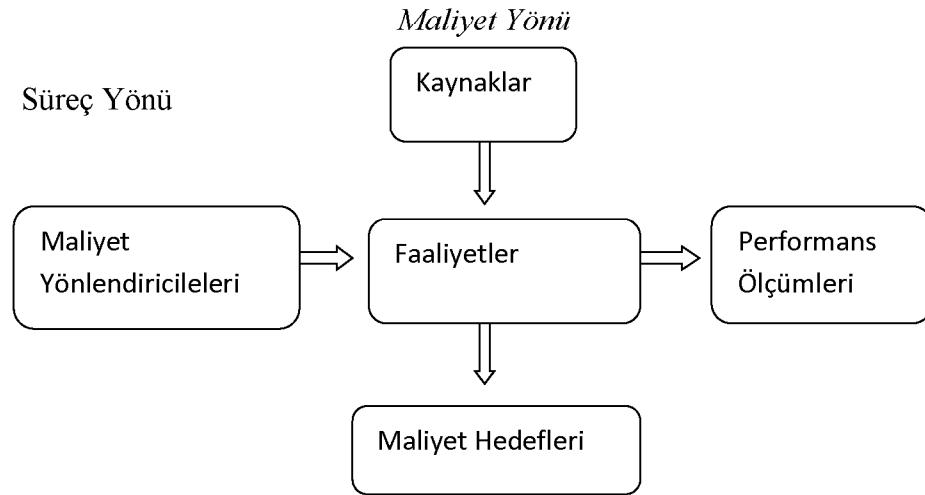 Maliyet Yönü
Kaynaklar
Süreç Yönü
Maliyet
Yönlendiricileleri
Faaliyetler
Performans
Ölçümleri
Maliyet Hedefleri